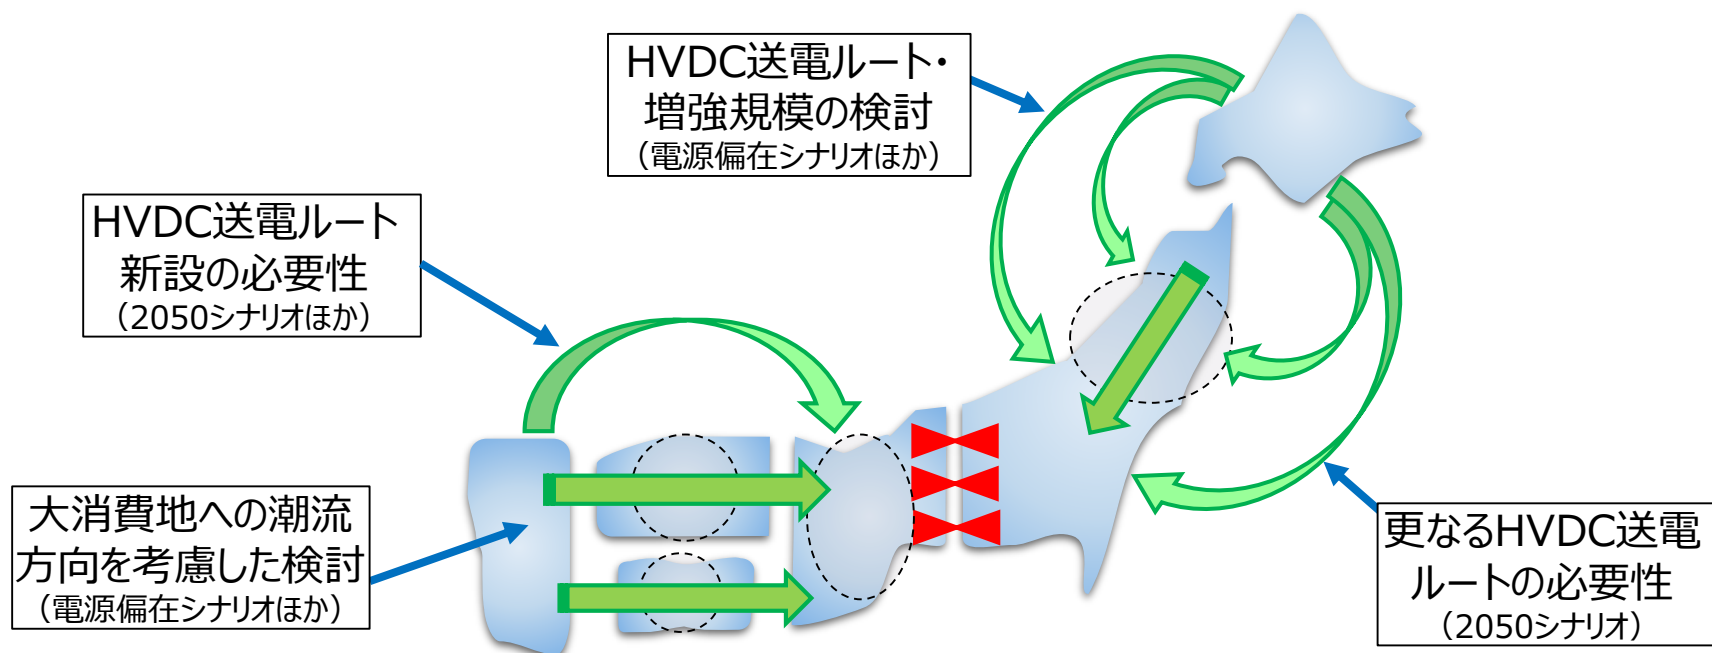 HVDC送電ルート・
増強規模の検討
（電源偏在シナリオほか）
HVDC送電ルート
新設の必要性
（2050シナリオほか）
大消費地への潮流
方向を考慮した検討
（電源偏在シナリオほか）
更なるHVDC送電
ルートの必要性
（2050シナリオ）